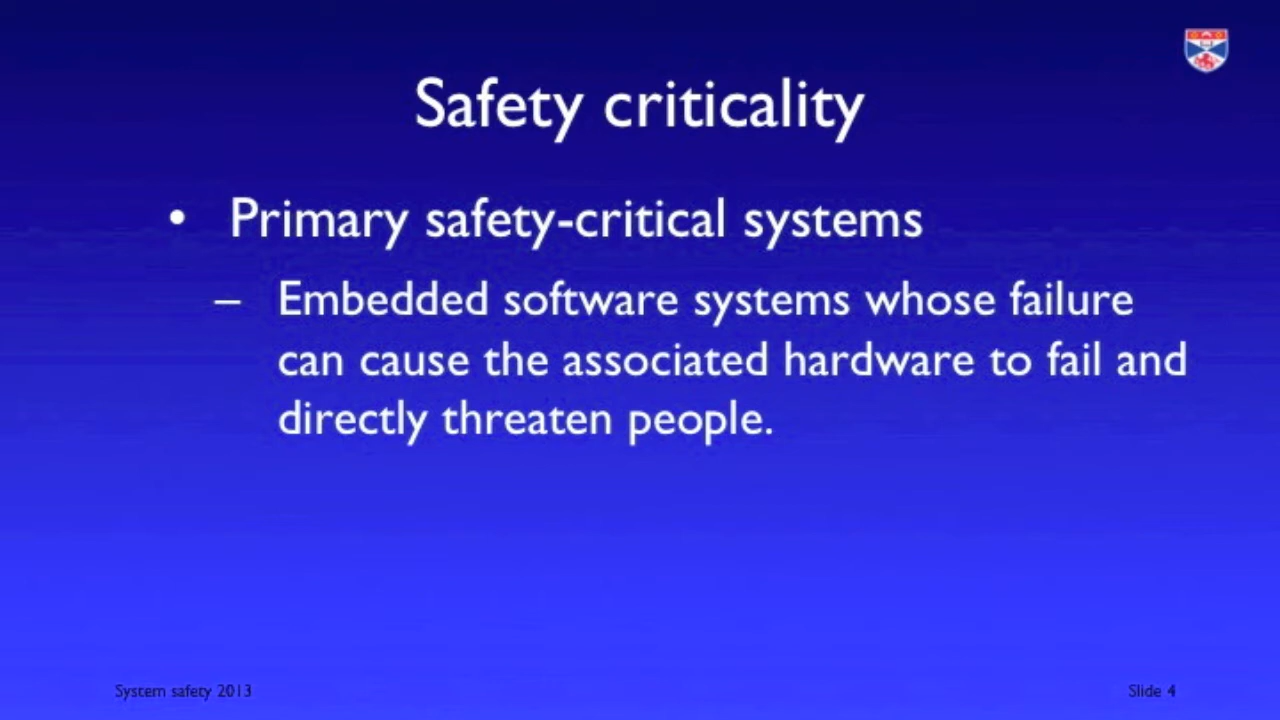 Safety criticality
• Primary safety-critical systems
– Embedded software systems whose failure
can cause the associated hardware to fail and
directly threaten people.
System safety 2013
Slide 4